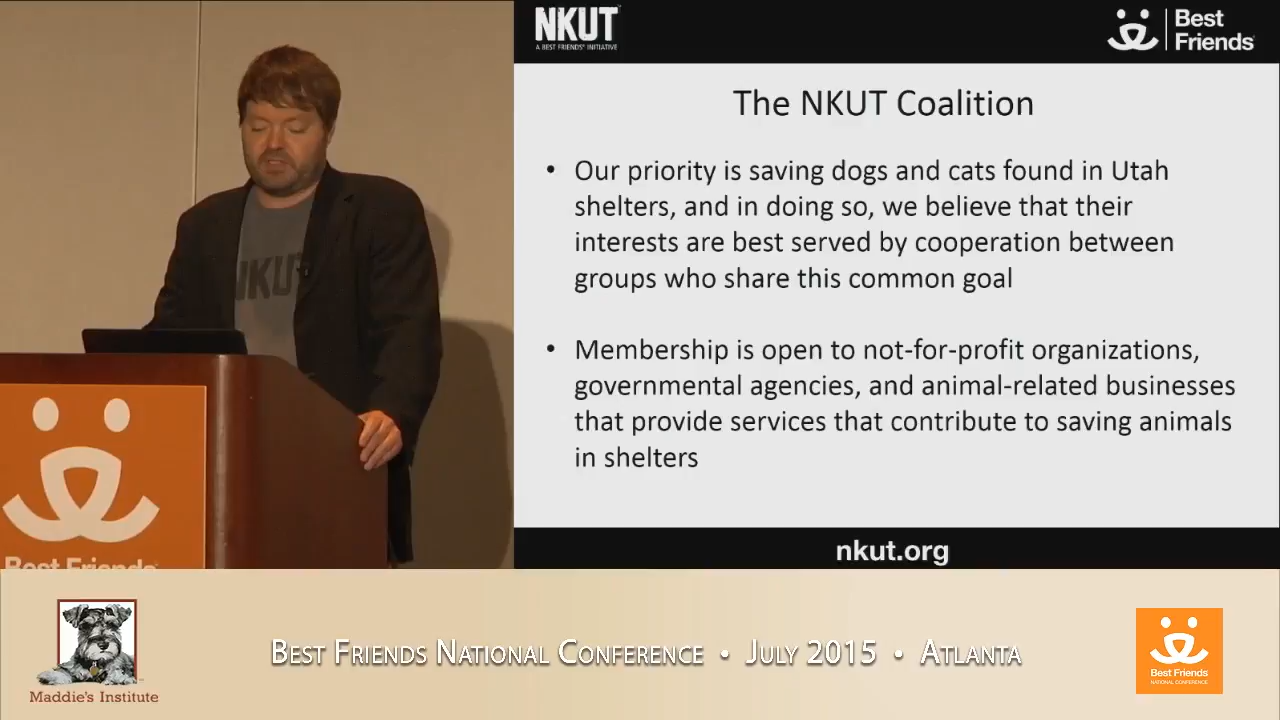 NKUT
A BEST FRIENDS' INITIATIVE
Best
Friends
The NKUT Coalition
• Our priority is saving dogs and cats found in Utah
shelters, and in doing so, we believe that their
interests are best served by cooperation between
groups who share this common goal
• Membership is open to not-for-profit organizations,
governmental agencies, and animal-related businesses
that provide services that contribute to saving animals
in shelters
nkut.org
NKUT
Best Friends
Maddie's Institute
Best Friends National Conference • July 2015 • Atlanta
Best Friends
NATIONAL CONFERENCE